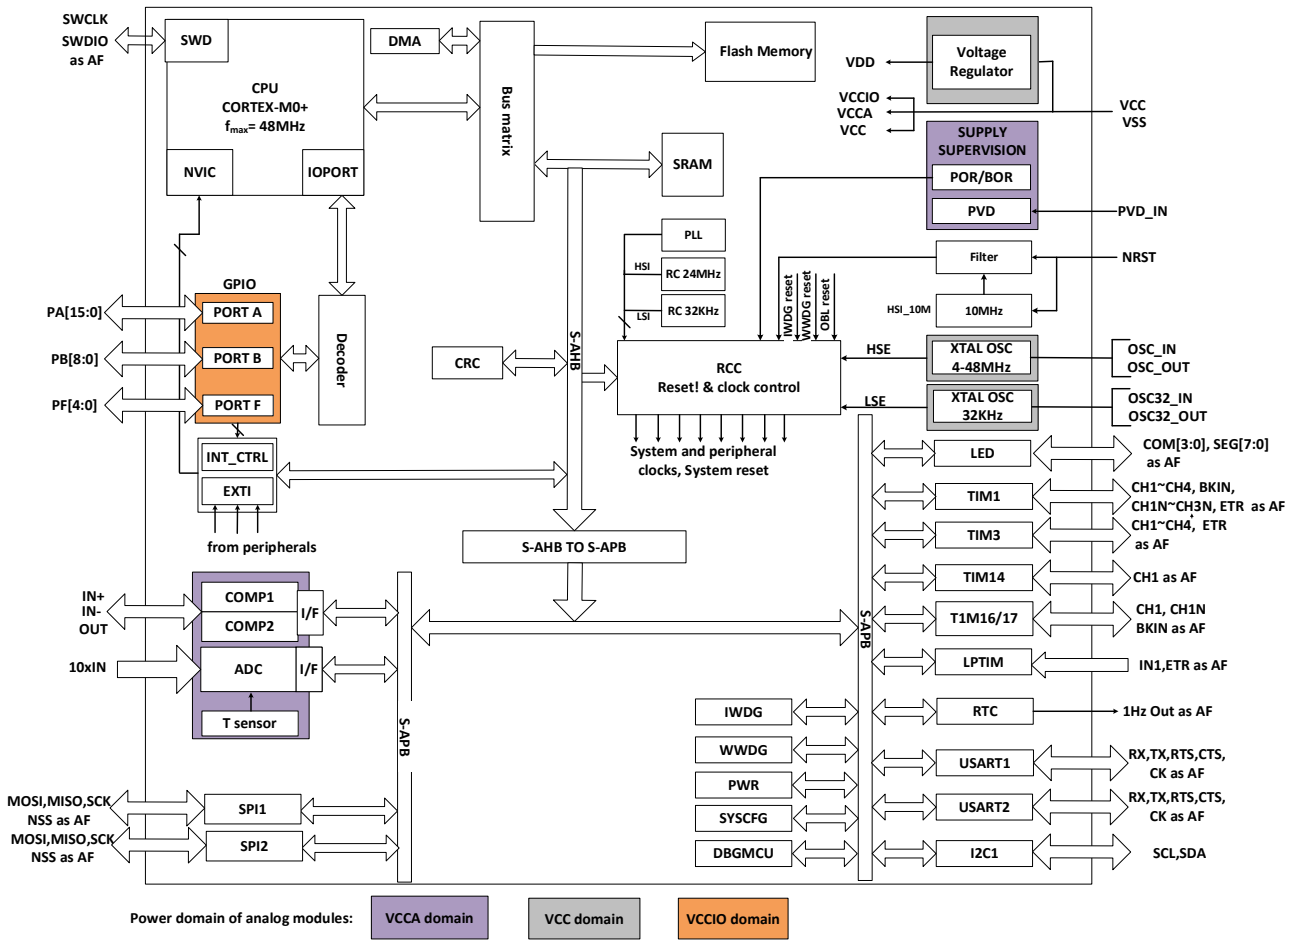 SWCLK
SWDIO
as AF
SWD
CPU
CORTEX-M0+
fmax= 48MHz
NVIC
IOPORT
DMA
Bus matrix
Flash Memory
SRAM
Voltage
Regulator
VDD
VCCIO
VCCA
VCC
VCC
VSS
SUPPLY
SUPERVISION
POR/BOR
PVD
PVD_IN
PLL
HSI
RC 24MHz
LSI
RC 32KHz
Filter
NRST
HSI_10M
10MHz
IWDG reset
WWDG reset
OBL reset
GPIO
PA[15:0]
PORT A
PB[8:0]
PORT B
PF[4:0]
PORT F
Decoder
CRC
S-AHB
RCC
Reset! & clock control
HSE
XTAL OSC
4-48MHz
OSC_IN
OSC_OUT
LSE
XTAL OSC
32KHz
OSC32_IN
OSC32_OUT
System and peripheral
clocks, System reset
INT_CTRL
EXTI
from peripherals
S-AHB TO S-APB
IN+
IN-
OUT
COMP1
COMP2
I/F
10xIN
ADC
I/F
T sensor
S-APB
MOSI,MISO,SCK
NSS as AF
SPI1
MOSI,MISO,SCK
NSS as AF
SPI2
S-APB
LED
COM[3:0], SEG[7:0]
as AF
TIM1
CH1~CH4, BKIN,
CH1N~CH3N, ETR as AF
TIM3
CH1~CH4, ETR
as AF
TIM14
CH1 as AF
T1M16/17
CH1, CH1N
BKIN as AF
LPTIM
IN1,ETR as AF
IWDG
RTC
1Hz Out as AF
WWDG
USART1
RX,TX,RTS,CTS,
CK as AF
PWR
SYSCFG
USART2
RX,TX,RTS,CTS,
CK as AF
DBGMCU
I2C1
SCL,SDA
Power domain of analog modules:
VCCA domain
VCC domain
VCCIO domain